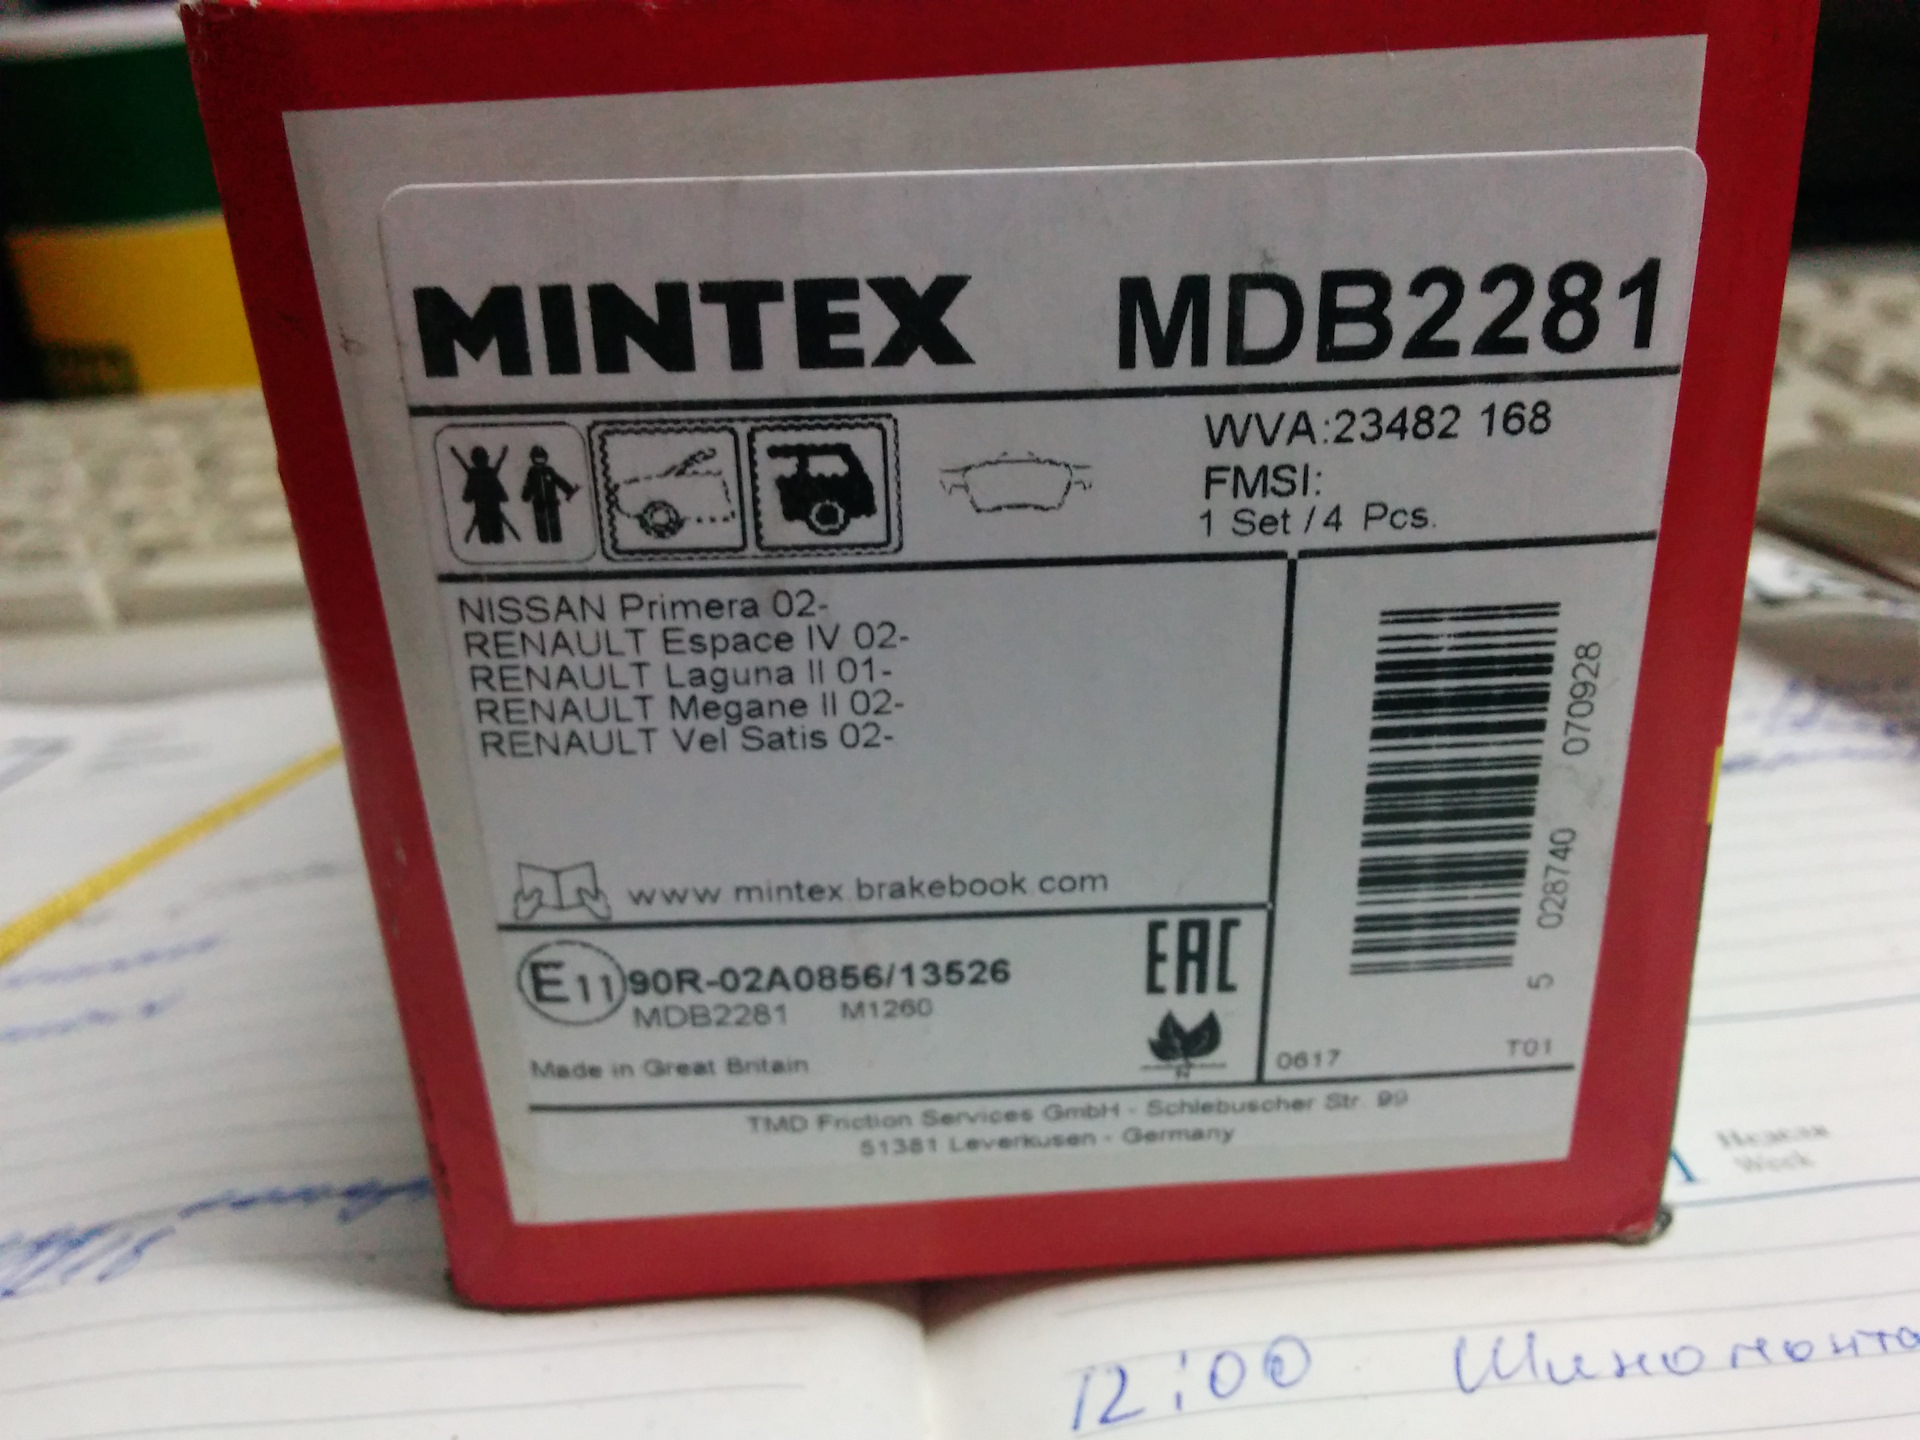 MINTEX MDB2281
WVA:23482 168
FMSI:
1 Set / 4 Pcs.
NISSAN Primera 02-
RENAULT Espace IV 02-
RENAULT Laguna II 01-
RENAULT Megane II 02-
RENAULT Vel Satis 02-
www.mintex.brakebook.com
E11 90R-02A0856/13526
MDB2281 M1260
EAC
Made in Great Britain
5 028740 070928
0617 T01
TMD Friction Services GmbH - Schlebuscher Str. 99
51381 Leverkusen - Germany
Неделя
Week
12:00 Шиномонта